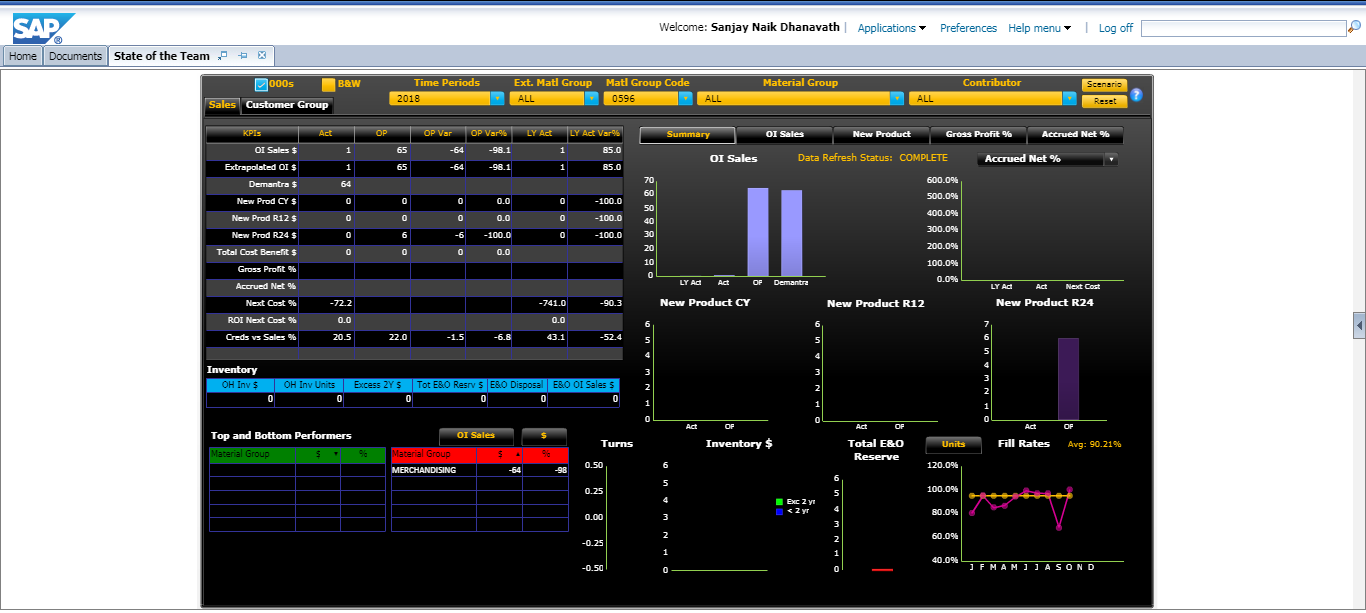 SAP®
Welcome: Sanjay Naik Dhanavath | Applications Preferences Help menu | Log off
Home Documents State of the Team
000s B&W Time Periods Ext. Matl Group Matl Group Code Material Group Contributor Scenario
2018 ALL 0596 ALL ALL Reset ?
Sales Customer Group
KPIs Act OP OP Var OP Var% LY Act LY Act Var%
OI Sales $ 1 65 -64 -98.1 1 85.0
Extrapolated OI $ 1 65 -64 -98.1 1 85.0
Demantra $ 64
New Prod CY $ 0 0 0 0.0 0 -100.0
New Prod R12 $ 0 0 0 0.0 0 -100.0
New Prod R24 $ 0 6 -6 -100.0 0 -100.0
Total Cost Benefit $ 0 0 0 0.0
Gross Profit %
Accrued Net %
Next Cost % -72.2 -741.0 -90.3
ROI Next Cost % 0.0 0.0
Creds vs Sales % 20.5 22.0 -1.5 -6.8 43.1 -52.4
Inventory
OH Inv $ OH Inv Units Excess 2Y $ Tot E&O Resrv $ E&O Disposal E&O OI Sales $
0 0 0 0 0 0
Top and Bottom Performers OI Sales $
Material Group $ % Material Group $ %
MERCHANDISING -64 -98
Summary OI Sales New Product Gross Profit % Accrued Net %
OI Sales Data Refresh Status: COMPLETE Accrued Net %
70
60
50
40
30
20
10
0
LY Act Act OP Demantra
600.0%
500.0%
400.0%
300.0%
200.0%
100.0%
0.0%
LY Act Act Next Cost
New Product CY New Product R12 New Product R24
6
5
4
3
2
1
0
Act OP
6
5
4
3
2
1
0
Act OP
7
6
5
4
3
2
1
0
Act OP
Turns Inventory $ Total E&O Reserve Units Fill Rates Avg: 90.21%
0.50
0.25
0.00
-0.25
-0.50
6
5
4
3
2
1
0
Exc 2 yr
< 2 yr
6
5
4
3
2
1
0
120.0%
100.0%
80.0%
60.0%
40.0%
J F M A M J J A S O N D